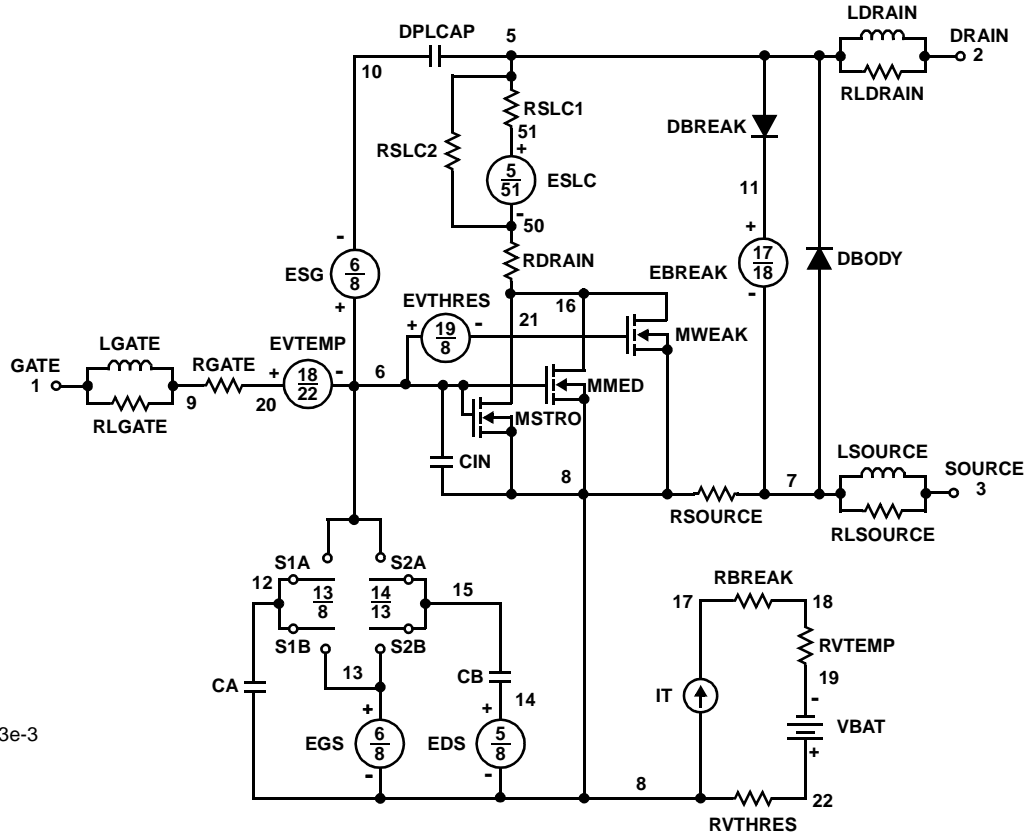 LDRAIN
DPLCAP
5
DRAIN
2
10
RLDRAIN
RSLC1
51
DBREAK
RSLC2
+
5
51
ESLC
-
50
11
+
17
18
EBREAK
-
DBODY
RDRAIN
-
ESG
6
8
+
EVTHRES
16
21
+
19
8
-
MWEAK
LGATE
EVTEMP
GATE
1
RGATE
+
18
22
-
6
9
20
MMED
MSTRO
RLGATE
CIN
8
LSOURCE
7
SOURCE
3
RSOURCE
RLSOURCE
S1A
S2A
12
13
8
14
13
15
S1B
S2B
13
CA
CB
14
+
EGS
6
8
-
+
EDS
5
8
-
RBREAK
17
18
RVTEMP
19
-
IT
VBAT
+
8
22
RVTHRES
3e-3